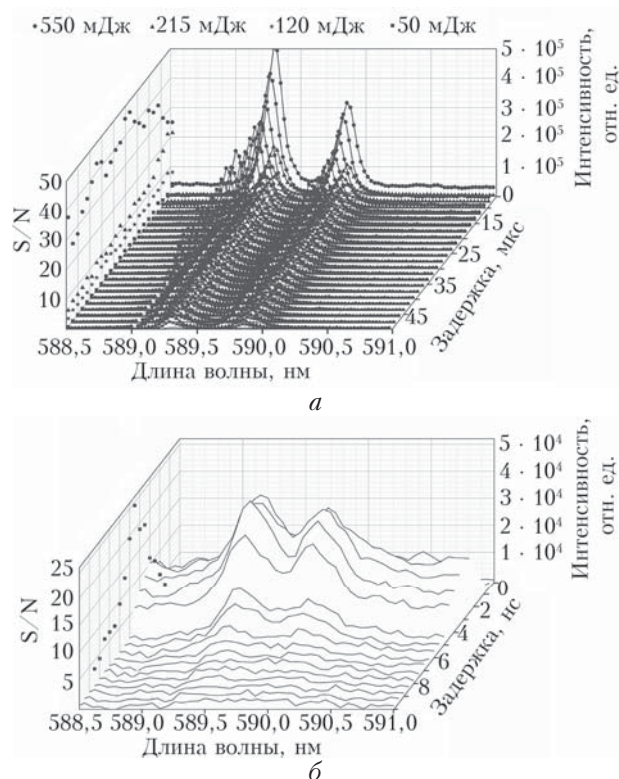 •550 мДж ▴215 мДж ▴120 мДж •50 мДж
5 · 10⁵
4 · 10⁵
3 · 10⁵
2 · 10⁵
1 · 10⁵
0
Интенсивность,
отн. ед.
50
40
30
20
10
S/N
15
25
35
45
Задержка, мкс
588,5 589,0 589,5 590,0 590,5 591,0
Длина волны, нм
а
5 · 10⁴
4 · 10⁴
3 · 10⁴
2 · 10⁴
1 · 10⁴
0
Интенсивность,
отн. ед.
25
20
15
10
5
S/N
2
4
6
8
Задержка, нс
588,5 589,0 589,5 590,0 590,5 591,0
Длина волны, нм
б